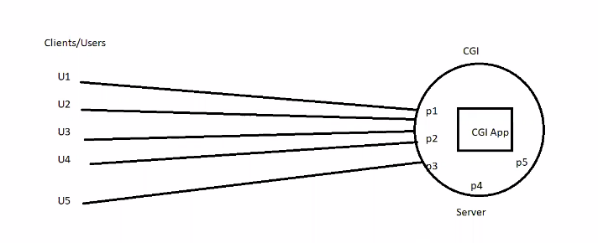 Clients/Users
CGI
U1
U2
U3
U4
U5
p1
p2
p3
p4
p5
CGI App
Server